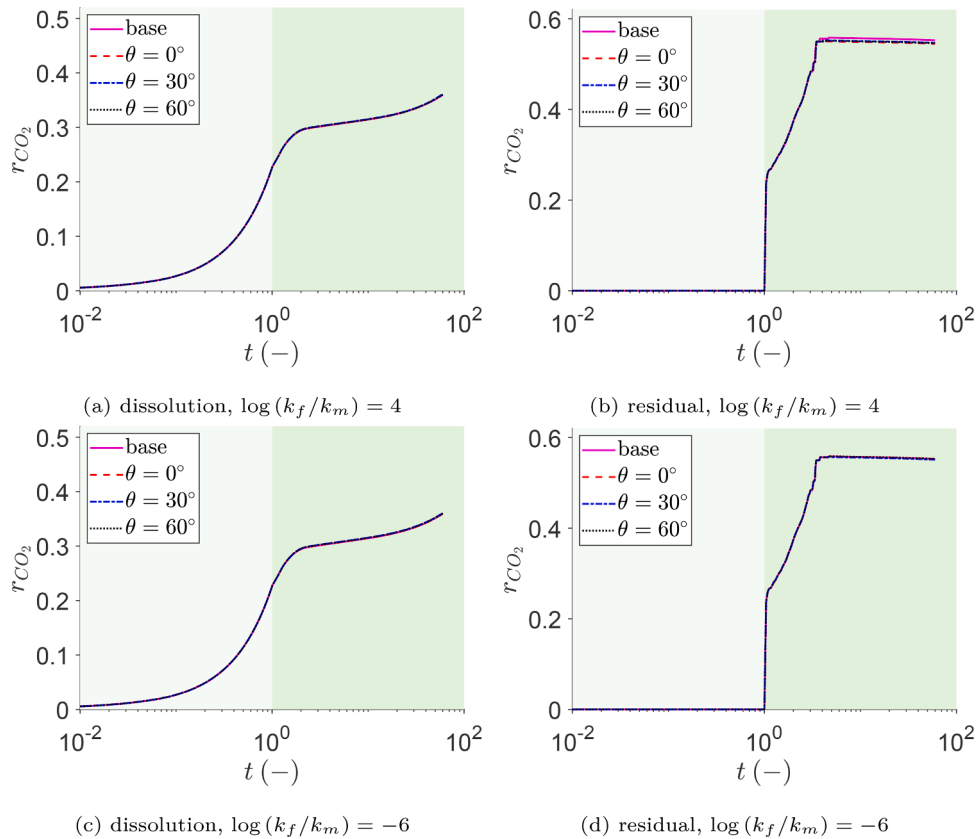 0.5
0.4
0.3
0.2
0.1
0
r_{CO_2}
base
θ = 0°
θ = 30°
θ = 60°
10^{-2}
10^{0}
10^{2}
t (−)
(a) dissolution, log (k_f/k_m) = 4
0.6
0.4
0.2
0
r_{CO_2}
base
θ = 0°
θ = 30°
θ = 60°
10^{-2}
10^{0}
10^{2}
t (−)
(b) residual, log (k_f/k_m) = 4
0.5
0.4
0.3
0.2
0.1
0
r_{CO_2}
base
θ = 0°
θ = 30°
θ = 60°
10^{-2}
10^{0}
10^{2}
t (−)
(c) dissolution, log (k_f/k_m) = −6
0.6
0.4
0.2
0
r_{CO_2}
base
θ = 0°
θ = 30°
θ = 60°
10^{-2}
10^{0}
10^{2}
t (−)
(d) residual, log (k_f/k_m) = −6